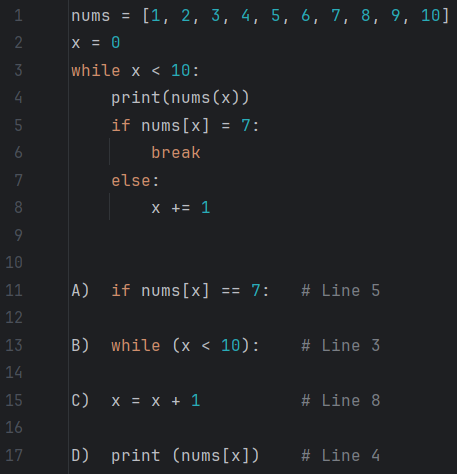 1 nums = [1, 2, 3, 4, 5, 6, 7, 8, 9, 10]
2 x = 0
3 while x < 10:
4     print(nums(x))
5     if nums[x] = 7:
6         break
7     else:
8         x += 1
9
10
11 A)  if nums[x] == 7:   # Line 5
12
13 B)  while (x < 10):    # Line 3
14
15 C)  x = x + 1          # Line 8
16
17 D)  print (nums[x])    # Line 4